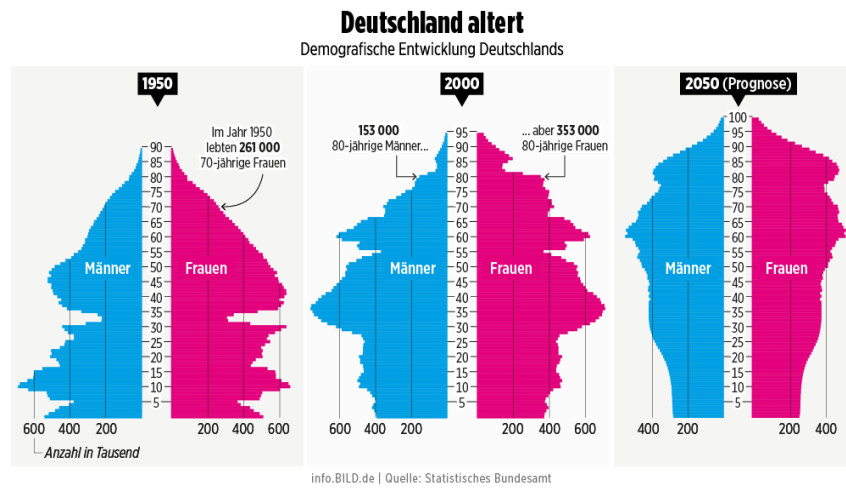 Deutschland altert
Demografische Entwicklung Deutschlands
1950
Im Jahr 1950
lebten 261 000
70-jährige Frauen
90
85
80
75
70
65
60
55
50
45
40
35
30
25
20
15
10
5
Männer
Frauen
600 400 200
200 400 600
Anzahl in Tausend
2000
153 000
80-jährige Männer...
... aber 353 000
80-jährige Frauen
95
90
85
80
75
70
65
60
55
50
45
40
35
30
25
20
15
10
5
Männer
Frauen
600 400 200
200 400 600
2050 (Prognose)
100
95
90
85
80
75
70
65
60
55
50
45
40
35
30
25
20
15
10
5
Männer
Frauen
400 200
200 400
info.BILD.de | Quelle: Statistisches Bundesamt